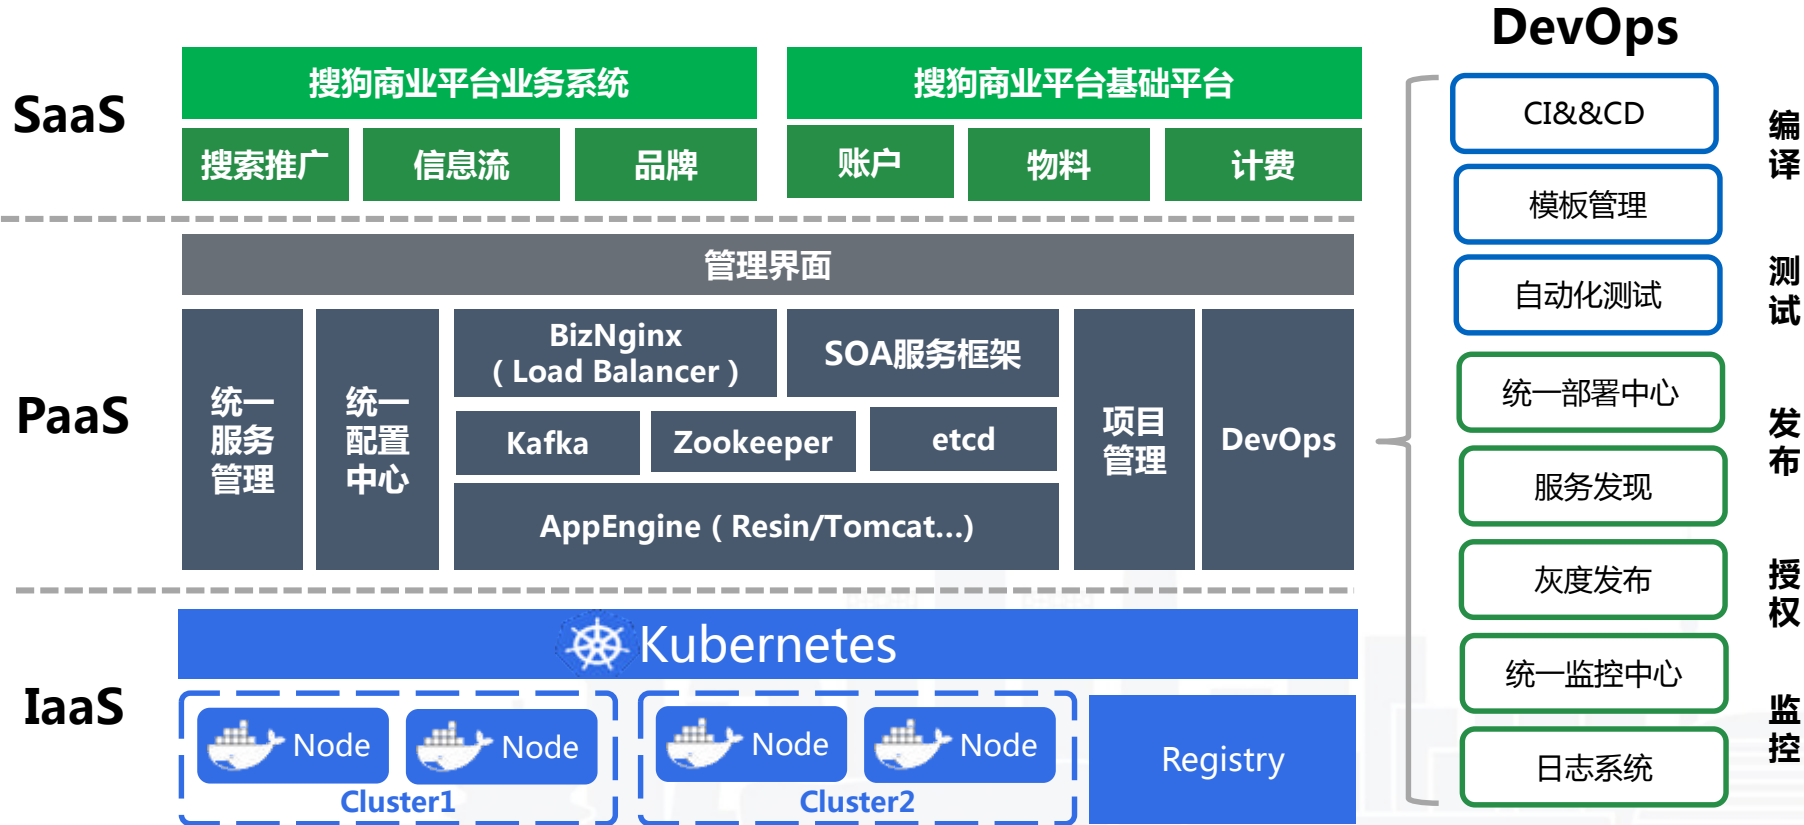 DevOps
SaaS
搜狗商业平台业务系统
搜狗商业平台基础平台
搜索推广
信息流
品牌
账户
物料
计费
PaaS
管理界面
统一
服务
管理
统一
配置
中心
BizNginx
（Load Balancer）
SOA服务框架
Kafka
Zookeeper
etcd
AppEngine（Resin/Tomcat…)
项目
管理
DevOps
IaaS
Kubernetes
Node
Node
Cluster1
Node
Node
Cluster2
Registry
CI&&CD
模板管理
自动化测试
统一部署中心
服务发现
灰度发布
统一监控中心
日志系统
编
译
测
试
发
布
授
权
监
控